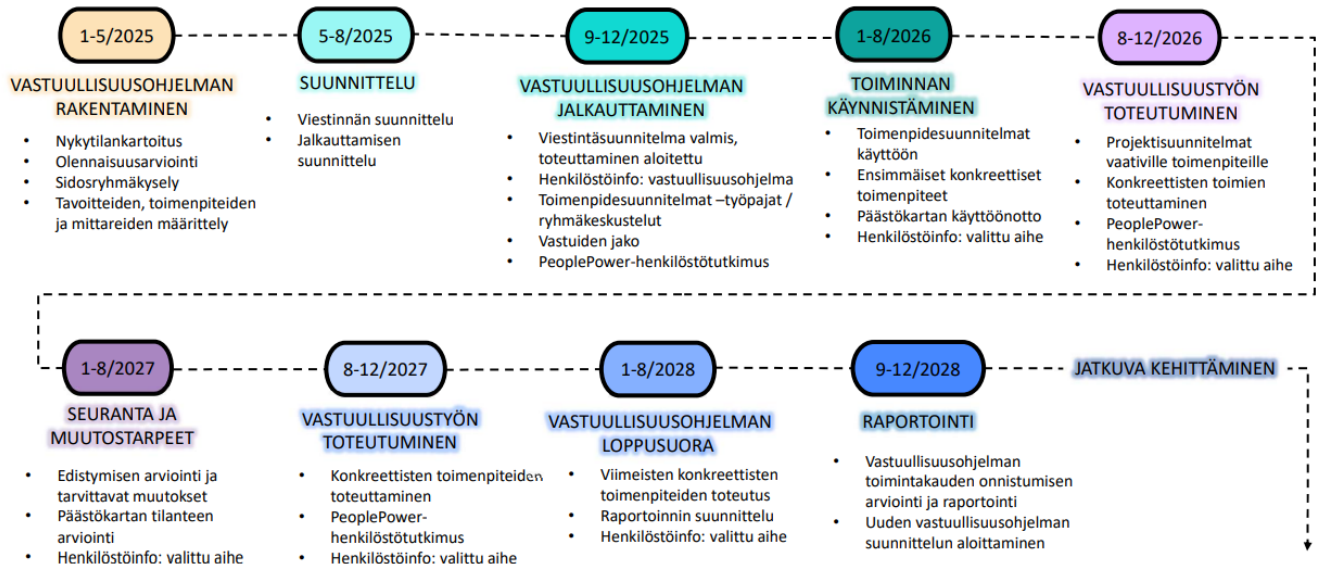 1-5/2025
VASTUULLISUUSOHJELMAN
RAKENTAMINEN
• Nykytilankartoitus
• Olennaisuusarviointi
• Sidosryhmäkysely
• Tavoitteiden, toimenpiteiden
ja mittareiden määrittely
5-8/2025
SUUNNITTELU
• Viestinnän suunnittelu
• Jalkauttamisen
suunnittelu
9-12/2025
VASTUULLISUUSOHJELMAN
JALKAUTTAMINEN
• Viestintäsuunnitelma valmis,
toteuttaminen aloitettu
• Henkilöstöinfo: vastuullisuusohjelma
• Toimenpidesuunnitelmat –työpajat /
ryhmäkeskustelut
• Vastuiden jako
• PeoplePower-henkilöstötutkimus
1-8/2026
TOIMINNAN
KÄYNNISTÄMINEN
• Toimenpidesuunnitelmat
käyttöön
• Ensimmäiset konkreettiset
toimenpiteet
• Päästökartan käyttöönotto
• Henkilöstöinfo: valittu aihe
8-12/2026
VASTUULLISUUSTYÖN
TOTEUTUMINEN
• Projektisuunnitelmat
vaativille toimenpiteille
• Konkreettisten toimien
toteuttaminen
• PeoplePower-
henkilöstötutkimus
• Henkilöstöinfo: valittu aihe
1-8/2027
SEURANTA JA
MUUTOSTARPEET
• Edistymisen arviointi ja
tarvittavat muutokset
• Päästökartan tilanteen
arviointi
• Henkilöstöinfo: valittu aihe
8-12/2027
VASTUULLISUUSTYÖN
TOTEUTUMINEN
• Konkreettisten toimenpiteiden
toteuttaminen
• PeoplePower-
henkilöstötutkimus
• Henkilöstöinfo: valittu aihe
1-8/2028
VASTUULLISUUSOHJELMAN
LOPPUSUORA
• Viimeisten konkreettisten
toimenpiteiden toteutus
• Raportoinnin suunnittelu
• Henkilöstöinfo: valittu aihe
9-12/2028
RAPORTOINTI
• Vastuullisuusohjelman
toimintakauden onnistumisen
arviointi ja raportointi
• Uuden vastuullisuusohjelman
suunnittelun aloittaminen
JATKUVA KEHITTÄMINEN